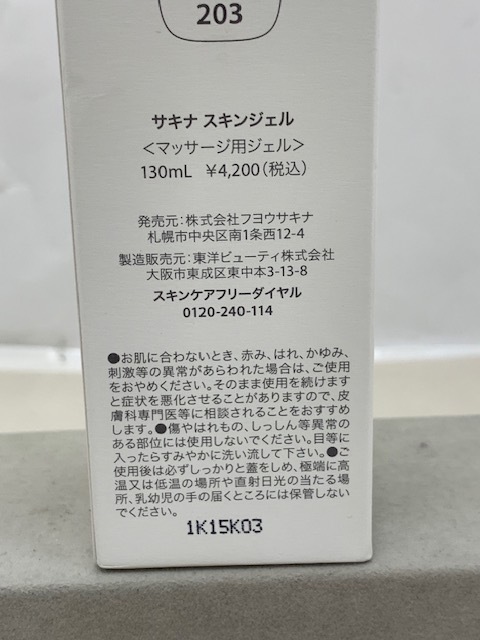 203
サキナ スキンジェル
<マッサージ用ジェル>
130mL ¥4,200(税込)
発売元:株式会社フヨウサキナ
札幌市中央区南1条西12-4
製造販売元:東洋ビューティ株式会社
大阪市東成区東中本3-13-8
スキンケアフリーダイヤル
0120-240-114
●お肌に合わないとき、赤み、はれ、かゆみ、
刺激等の異常があらわれた場合は、ご使用
をおやめください。そのまま使用を続けます
と症状を悪化させることがありますので、皮
膚科専門医等に相談されることをおすすめ
します。●傷やはれもの、しっしん等異常の
ある部位には使用しないでください。目等に
入ったらすみやかに洗い流して下さい。●ご
使用後は必ずしっかりと蓋をしめ、極端に高
温又は低温の場所や直射日光の当たる場
所、乳幼児の手の届くところには保管しない
でください。
1K15K03